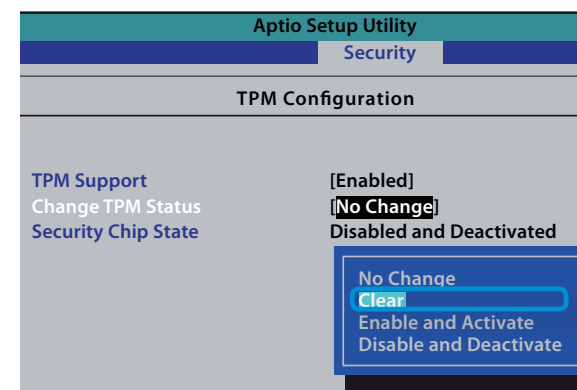 Aptio Setup Utility
Security
TPM Configuration
TPM Support [Enabled]
Change TPM Status [No Change]
Security Chip State Disabled and Deactivated
No Change
Clear
Enable and Activate
Disable and Deactivate